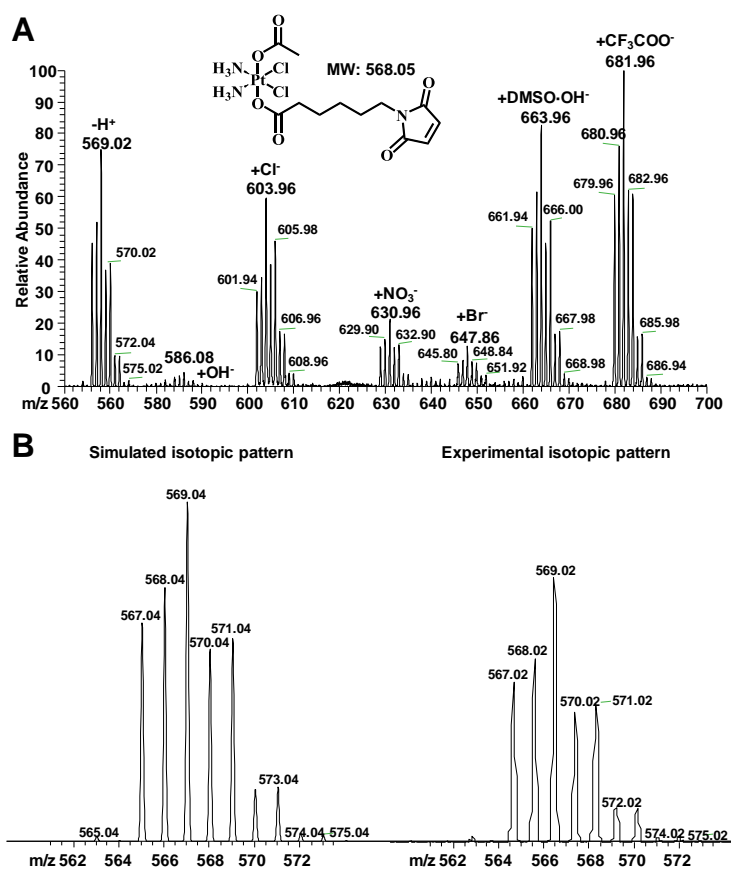 A
O
O
H₃N
Cl
Pt
H₃N
Cl
O
O
N
O
O
MW: 568.05
+CF₃COO⁻
681.96
-H⁺
569.02
+DMSO·OH⁻
663.96
680.96
+Cl⁻
603.96
679.96
682.96
661.94
666.00
605.98
570.02
601.94
+NO₃⁻
630.96
+Br⁻
647.86
606.96
629.90
632.90
667.98
685.98
572.04
575.02
586.08
+OH⁻
608.96
645.80
648.84
651.92
668.98
686.94
Relative Abundance
100
90
80
70
60
50
40
30
20
10
0
m/z 560 570 580 590 600 610 620 630 640 650 660 670 680 690 700
B
Simulated isotopic pattern
Experimental isotopic pattern
569.04
568.04
567.04
570.04
571.04
573.04
565.04
574.04
575.04
m/z 562 564 566 568 570 572
569.02
568.02
567.02
570.02
571.02
572.02
574.02
575.02
m/z 562 564 566 568 570 572